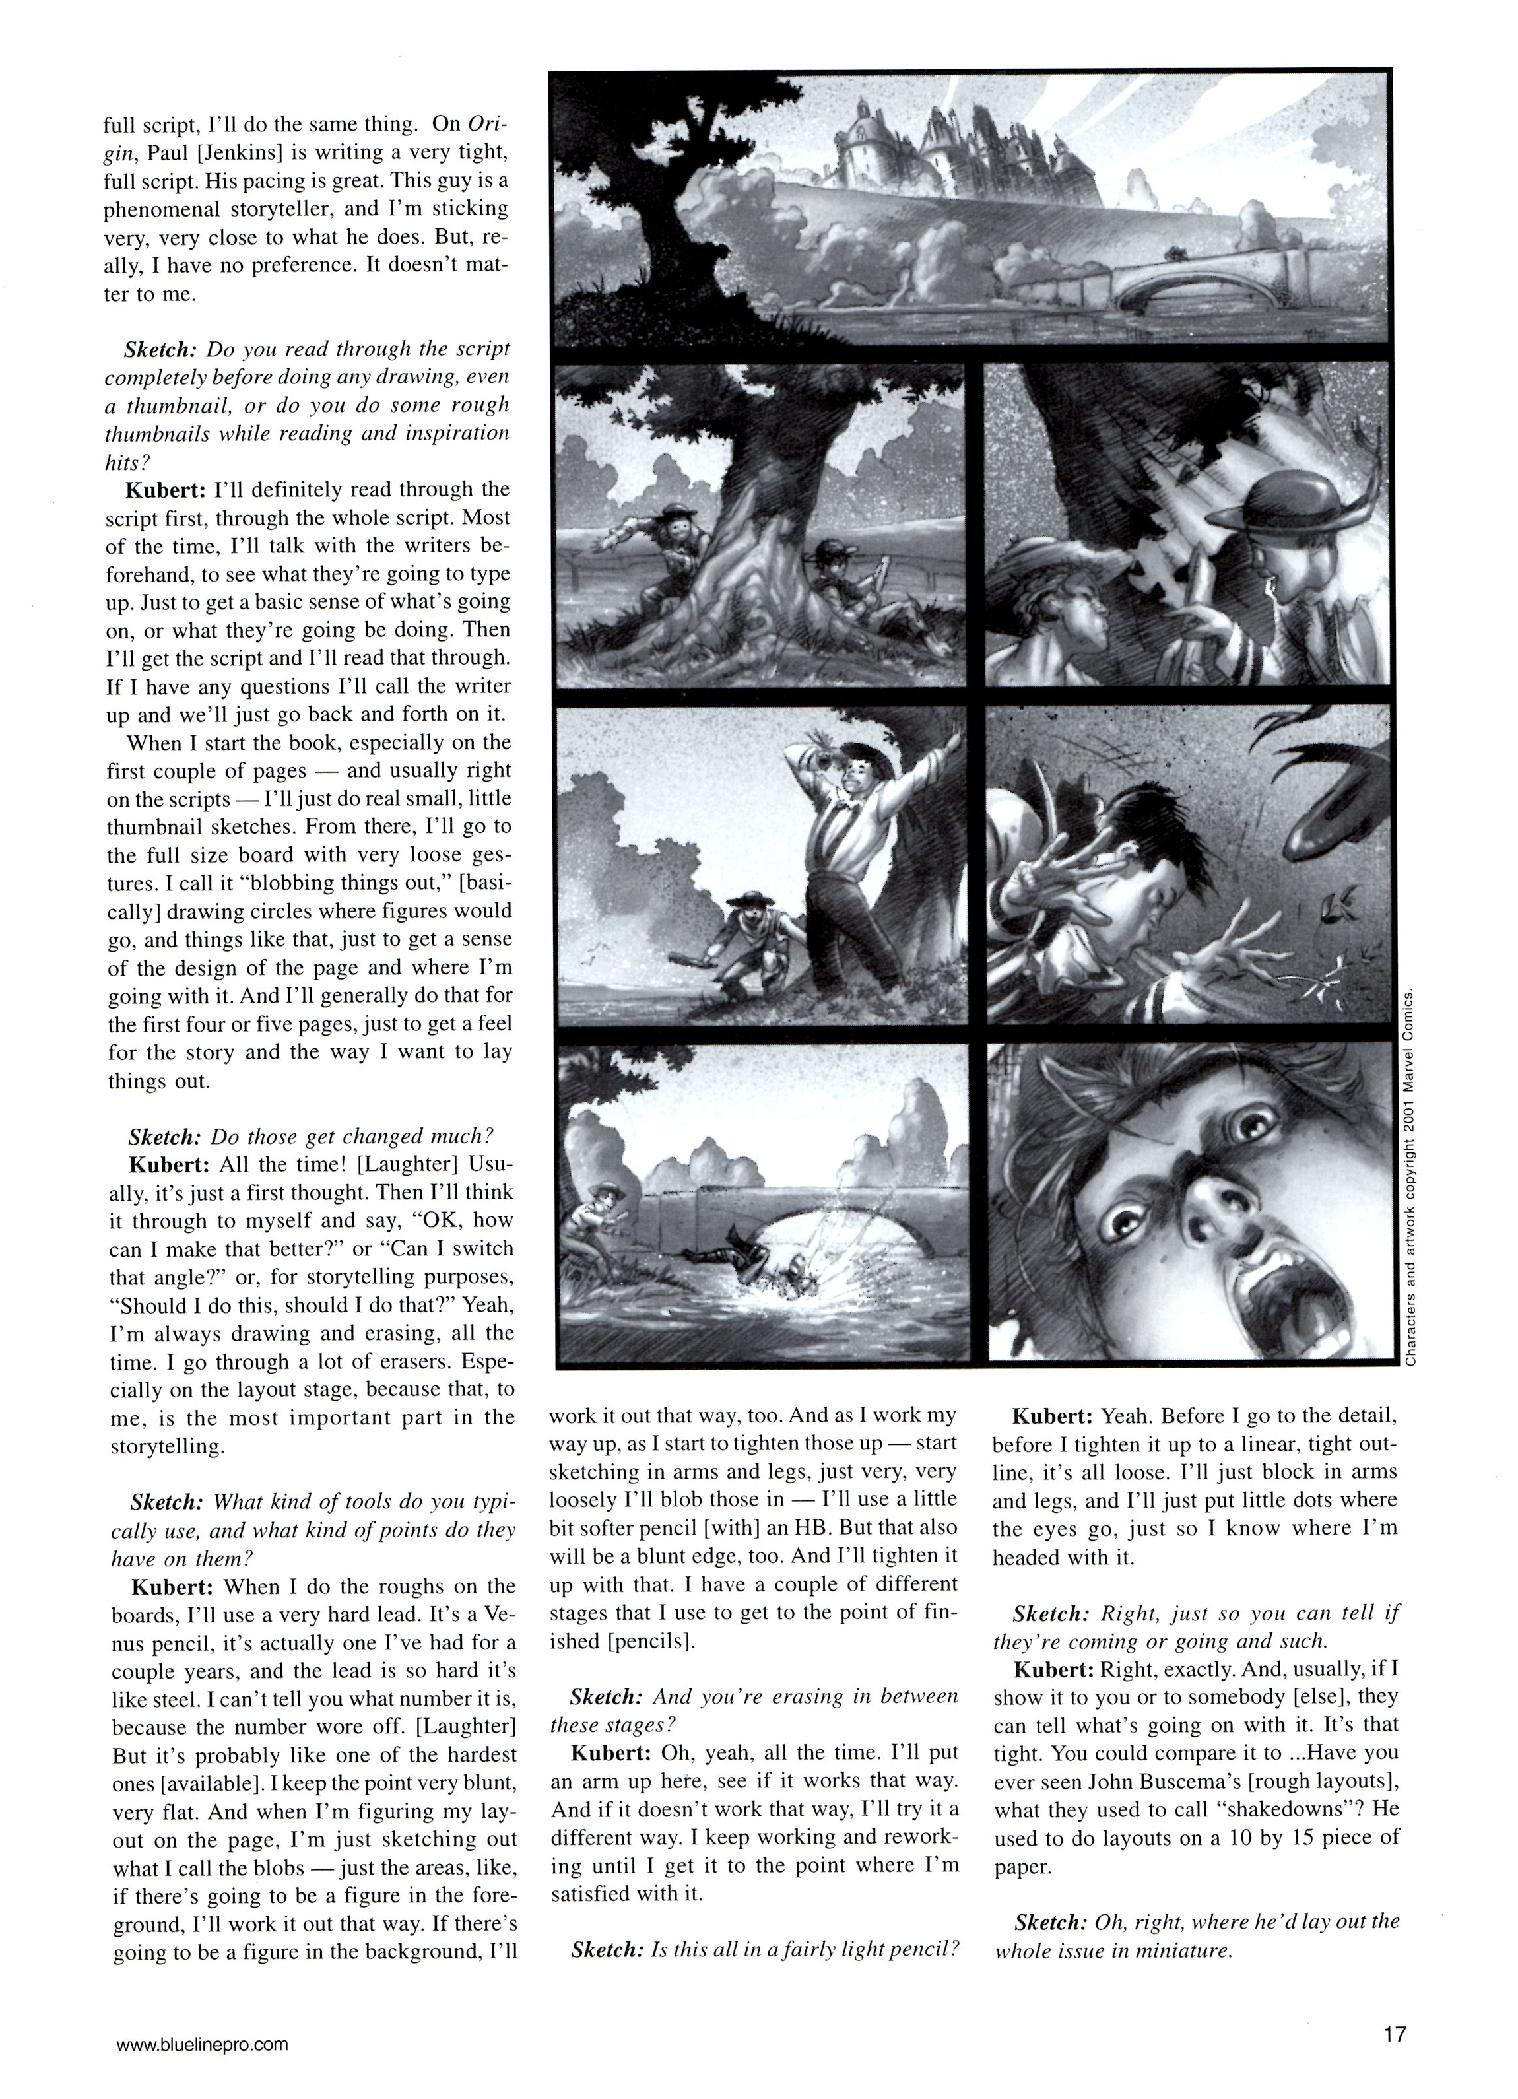 full script, I'll do the same thing. On Ori-
gin, Paul [Jenkins] is writing a very tight,
full script. His pacing is great. This guy is a
phenomenal storyteller, and I'm sticking
very, very close to what he does. But, re-
ally, I have no preference. It doesn't mat-
ter to me.
Sketch: Do you read through the script
completely before doing any drawing, even
a thumbnail, or do you do some rough
thumbnails while reading and inspiration
hits?
Kubert: I'll definitely read through the
script first, through the whole script. Most
of the time, I'll talk with the writers be-
forehand, to see what they're going to type
up. Just to get a basic sense of what's going
on, or what they're going be doing. Then
I'll get the script and I'll read that through.
If I have any questions I'll call the writer
up and we'll just go back and forth on it.
When I start the book, especially on the
first couple of pages — and usually right
on the scripts — I'll just do real small, little
thumbnail sketches. From there, I'll go to
the full size board with very loose ges-
tures. I call it “blobbing things out,” [basi-
cally] drawing circles where figures would
go, and things like that, just to get a sense
of the design of the page and where I'm
going with it. And I'll generally do that for
the first four or five pages, just to get a feel
for the story and the way I want to lay
things out.
Sketch: Do those get changed much?
Kubert: All the time! [Laughter] Usu-
ally, it's just a first thought. Then I'll think
it through to myself and say, “OK, how
can I make that better?” or “Can I switch
that angle?” or, for storytelling purposes,
“Should I do this, should I do that?” Yeah,
I'm always drawing and erasing, all the
time. I go through a lot of erasers. Espe-
cially on the layout stage, because that, to
me, is the most important part in the
storytelling.
Sketch: What kind of tools do you typi-
cally use, and what kind of points do they
have on them?
Kubert: When I do the roughs on the
boards, I'll use a very hard lead. It's a Ve-
nus pencil, it's actually one I've had for a
couple years, and the lead is so hard it's
like steel. I can't tell you what number it is,
because the number wore off. [Laughter]
But it's probably like one of the hardest
ones [available]. I keep the point very blunt,
very flat. And when I'm figuring my lay-
out on the page, I'm just sketching out
what I call the blobs — just the areas, like,
if there's going to be a figure in the fore-
ground, I'll work it out that way. If there's
going to be a figure in the background, I'll
Characters and artwork copyright 2001 Marvel Comics.
work it out that way, too. And as I work my
way up, as I start to tighten those up — start
sketching in arms and legs, just very, very
loosely I'll blob those in — I'll use a little
bit softer pencil [with] an HB. But that also
will be a blunt edge, too. And I'll tighten it
up with that. I have a couple of different
stages that I use to get to the point of fin-
ished [pencils].
Sketch: And you're erasing in between
these stages?
Kubert: Oh, yeah, all the time. I'll put
an arm up here, see if it works that way.
And if it doesn't work that way, I'll try it a
different way. I keep working and rework-
ing until I get it to the point where I'm
satisfied with it.
Sketch: Is this all in a fairly light pencil?
Kubert: Yeah. Before I go to the detail,
before I tighten it up to a linear, tight out-
line, it's all loose. I'll just block in arms
and legs, and I'll just put little dots where
the eyes go, just so I know where I'm
headed with it.
Sketch: Right, just so you can tell if
they're coming or going and such.
Kubert: Right, exactly. And, usually, if I
show it to you or to somebody [else], they
can tell what's going on with it. It's that
tight. You could compare it to ...Have you
ever seen John Buscema's [rough layouts],
what they used to call “shakedowns”? He
used to do layouts on a 10 by 15 piece of
paper.
Sketch: Oh, right, where he'd lay out the
whole issue in miniature.
www.bluelinepro.com
17